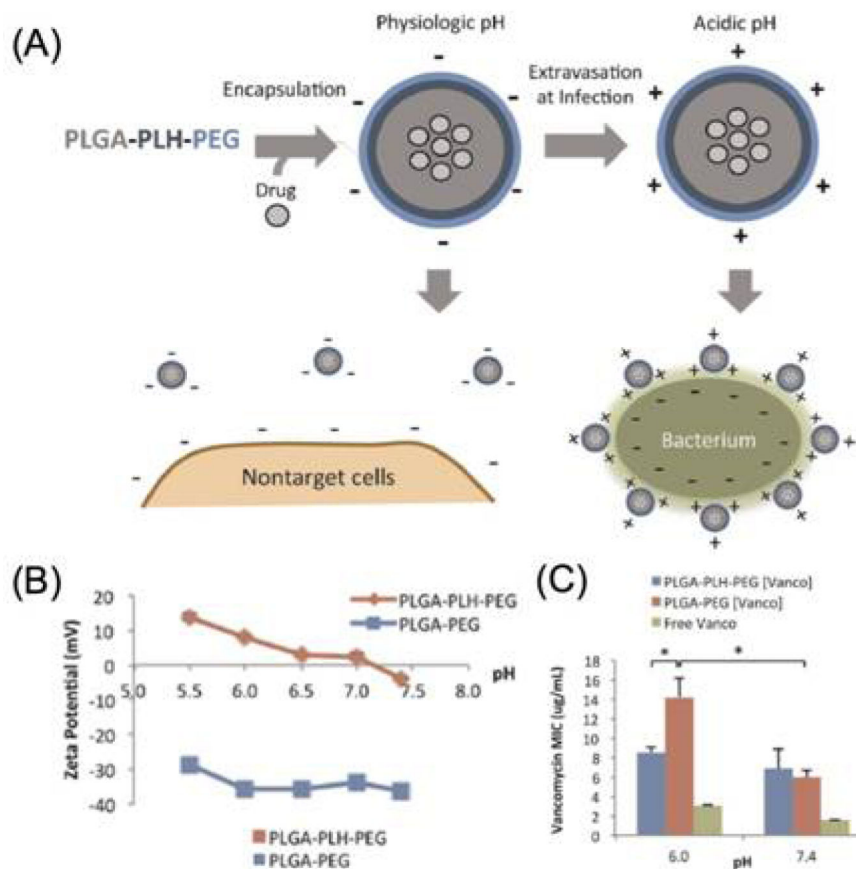 (A)
Physiologic pH
Acidic pH
Encapsulation
Extravasation
at Infection
PLGA-PLH-PEG
Drug
- - - - - -
+ + + + + +
Nontarget cells
Bacterium
(B)
PLGA-PLH-PEG
PLGA-PEG
Zeta Potential (mV)
20
10
0
-10
-20
-30
-40
5.0 5.5 6.0 6.5 7.0 7.5 8.0
pH
PLGA-PLH-PEG
PLGA-PEG
(C)
PLGA-PLH-PEG [Vanco]
PLGA-PEG [Vanco]
Free Vanco
Vancomycin MIC (ug/mL)
18
16
14
12
10
8
6
4
2
0
* * *
6.0 pH 7.4